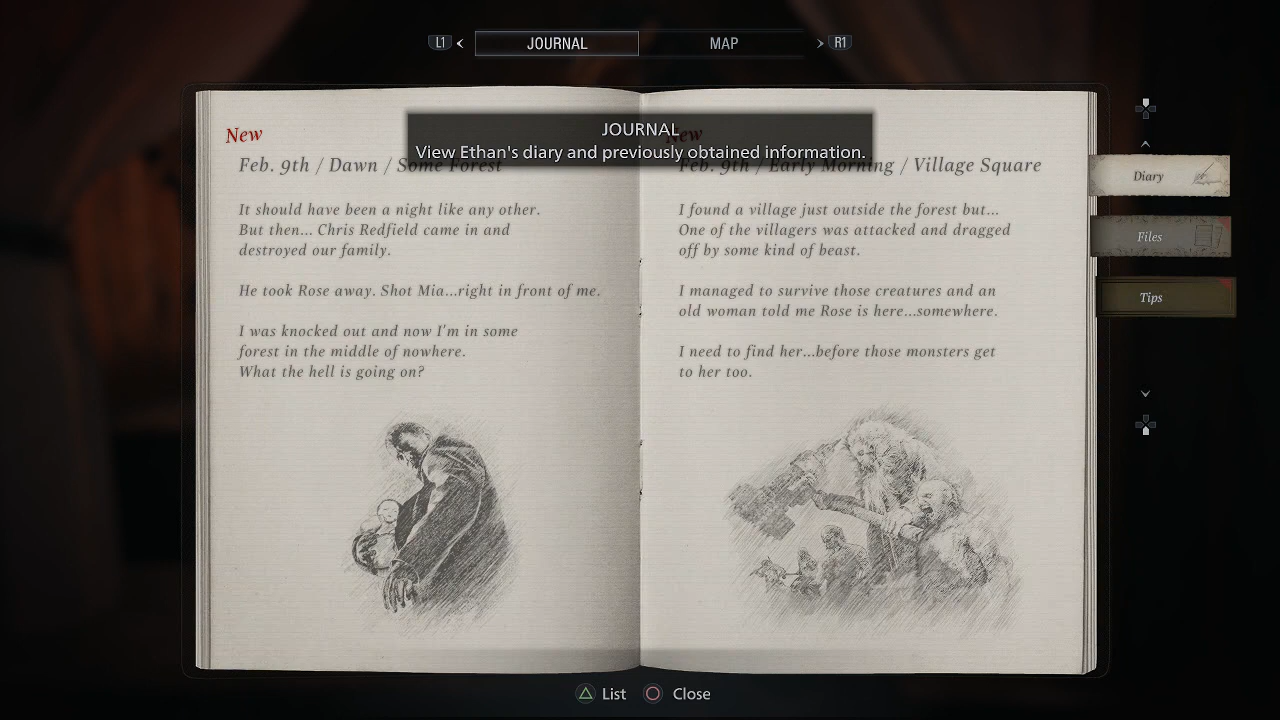 L1
JOURNAL
MAP
R1
JOURNAL
View Ethan's diary and previously obtained information.
New
Feb. 9th / Dawn / Some Forest
It should have been a night like any other.
But then... Chris Redfield came in and
destroyed our family.
He took Rose away. Shot Mia...right in front of me.
I was knocked out and now I'm in some
forest in the middle of nowhere.
What the hell is going on?
New
Feb. 9th / Early Morning / Village Square
I found a village just outside the forest but...
One of the villagers was attacked and dragged
off by some kind of beast.
I managed to survive those creatures and an
old woman told me Rose is here...somewhere.
I need to find her...before those monsters get
to her too.
Diary
Files
Tips
List
Close